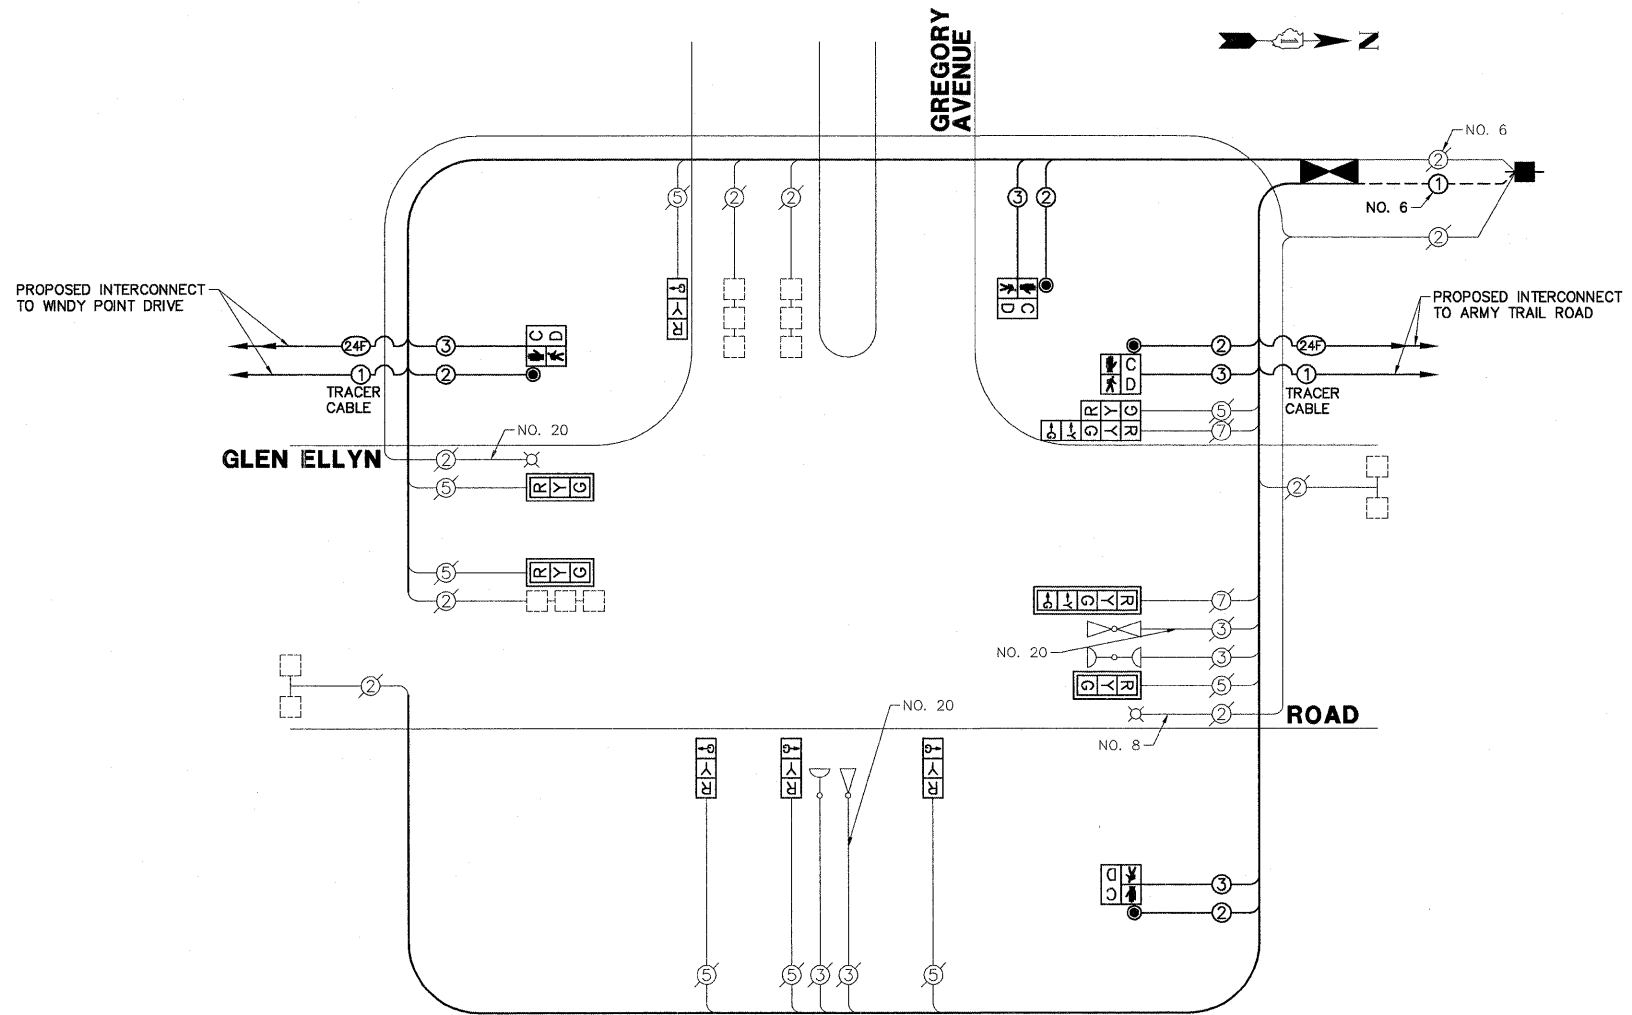 GREGORY
AVENUE
N
NO. 6
2
1
NO. 6
2
5
2
2
3
2
G
Y
R
C
D
PROPOSED INTERCONNECT
TO WINDY POINT DRIVE
24F
3
C D
1
2
TRACER
CABLE
PROPOSED INTERCONNECT
TO ARMY TRAIL ROAD
2
24F
C
D
3
1
TRACER
CABLE
R Y G
5
G Y G Y R
7
GLEN ELLYN
2
NO. 20
5
R Y G
2
5
R Y G
2
G Y G Y R
7
3
NO. 20
3
G Y R
5
2
2
NO. 8
ROAD
NO. 20
G
Y
R
G
Y
R
G
Y
R
D
C
3
2
5
5
3
3
5